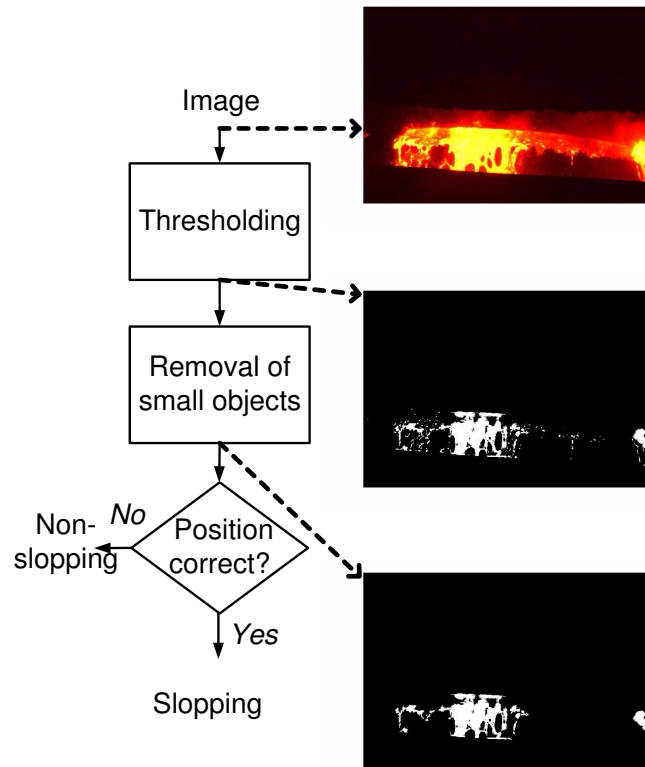 Image
Thresholding
Removal of
small objects
No
Non-
slopping
Position
correct?
Yes
Slopping